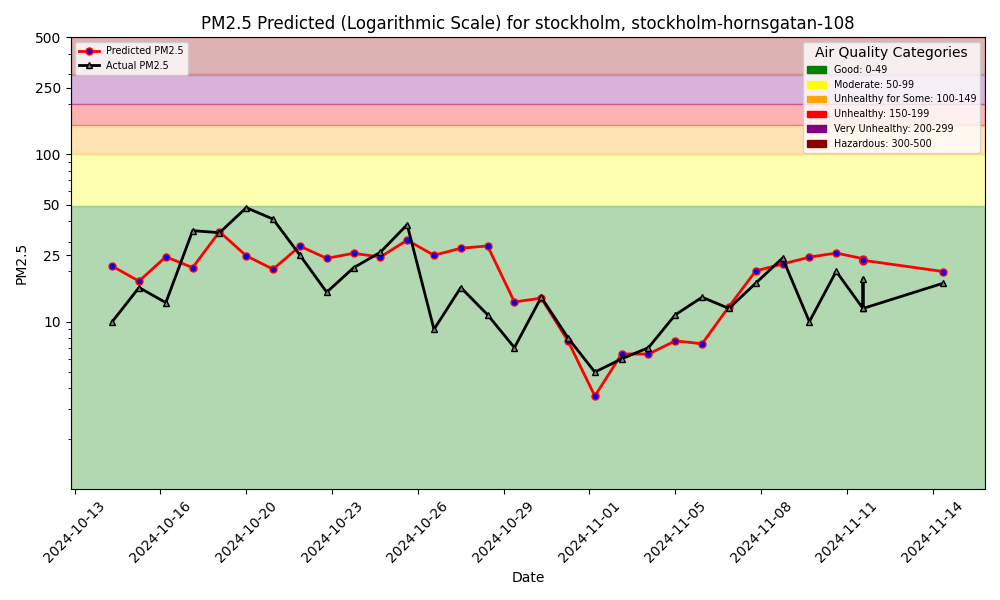 PM2.5 Predicted (Logarithmic Scale) for stockholm, stockholm-hornsgatan-108
Predicted PM2.5
Actual PM2.5
Air Quality Categories
Good: 0-49
Moderate: 50-99
Unhealthy for Some: 100-149
Unhealthy: 150-199
Very Unhealthy: 200-299
Hazardous: 300-500
500
250
100
50
25
10
PM2.5
2024-10-13
2024-10-16
2024-10-20
2024-10-23
2024-10-26
2024-10-29
2024-11-01
2024-11-05
2024-11-08
2024-11-11
2024-11-14
Date